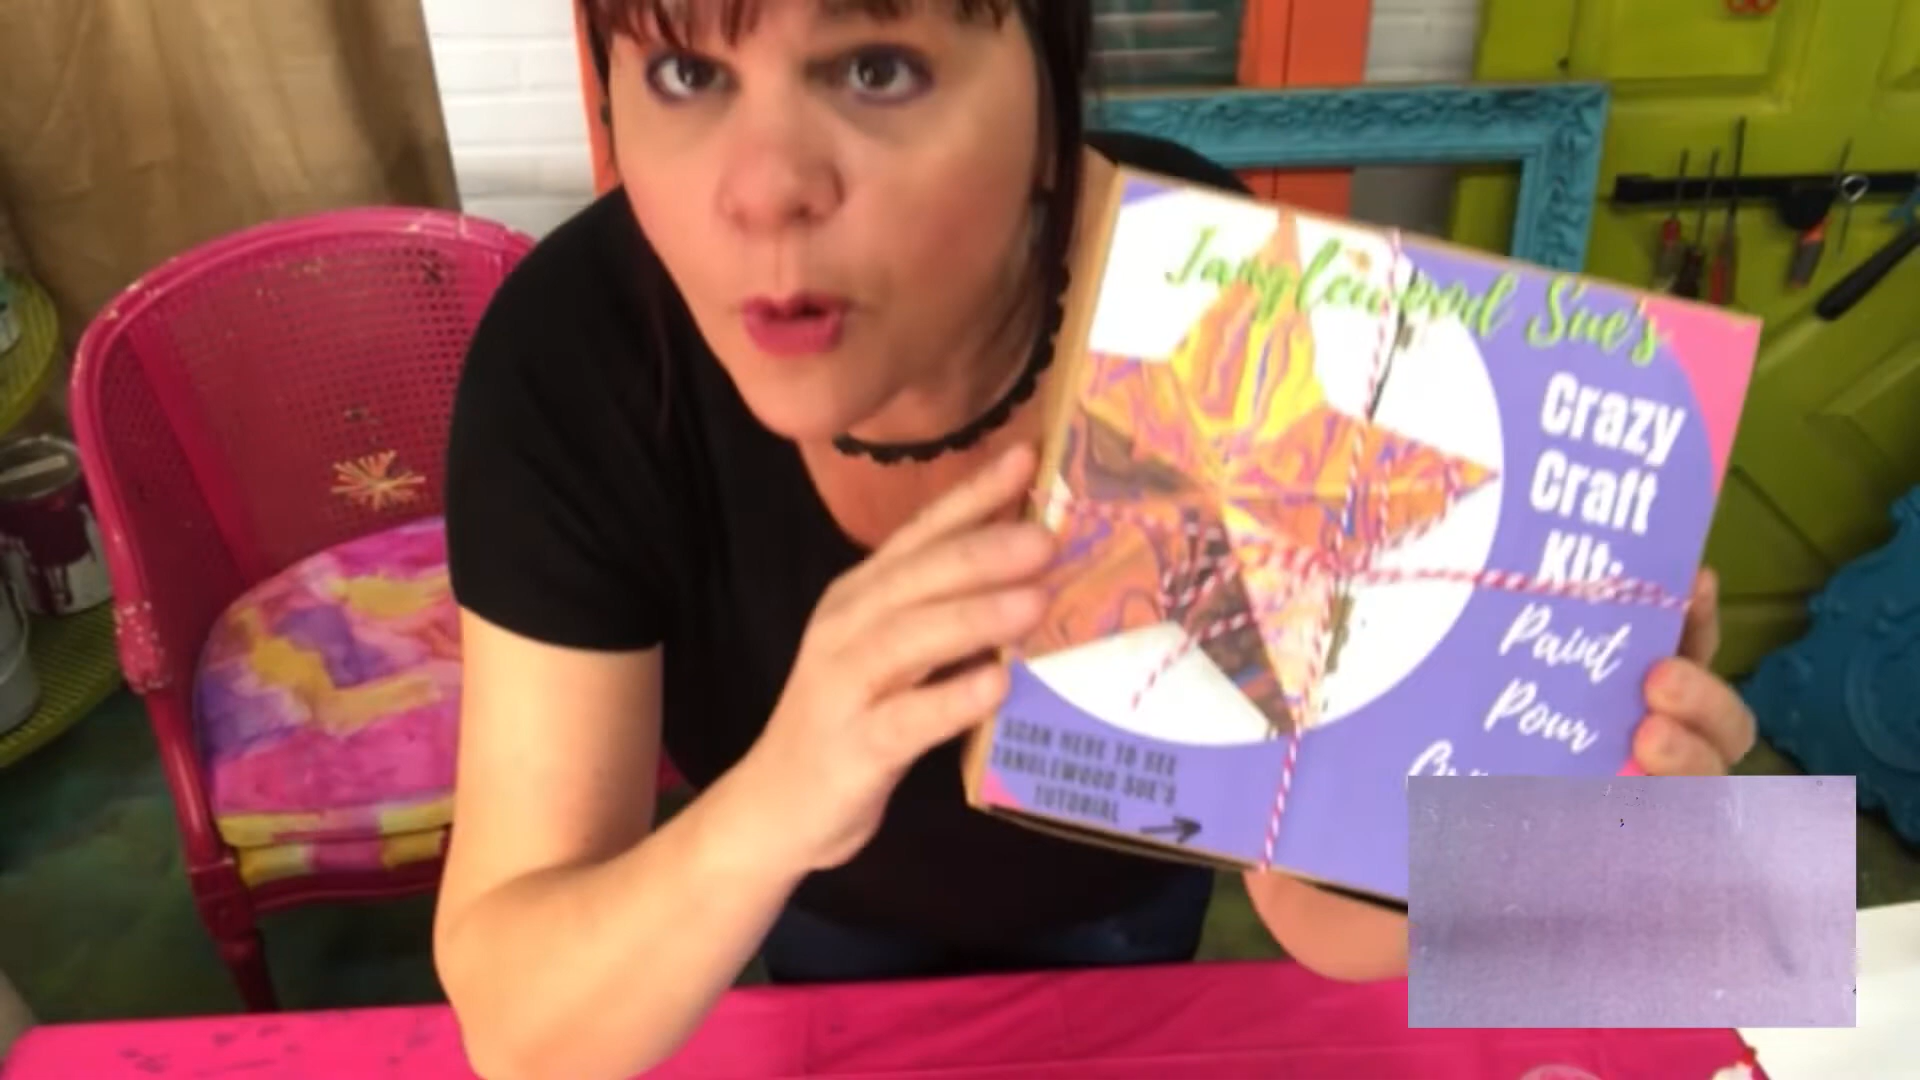 Tanglewood Sue's
Crazy
Craft
Kit:
Paint
Pour
SCAN HERE TO SEE
TANGLEWOOD SUE'S
TUTORIAL